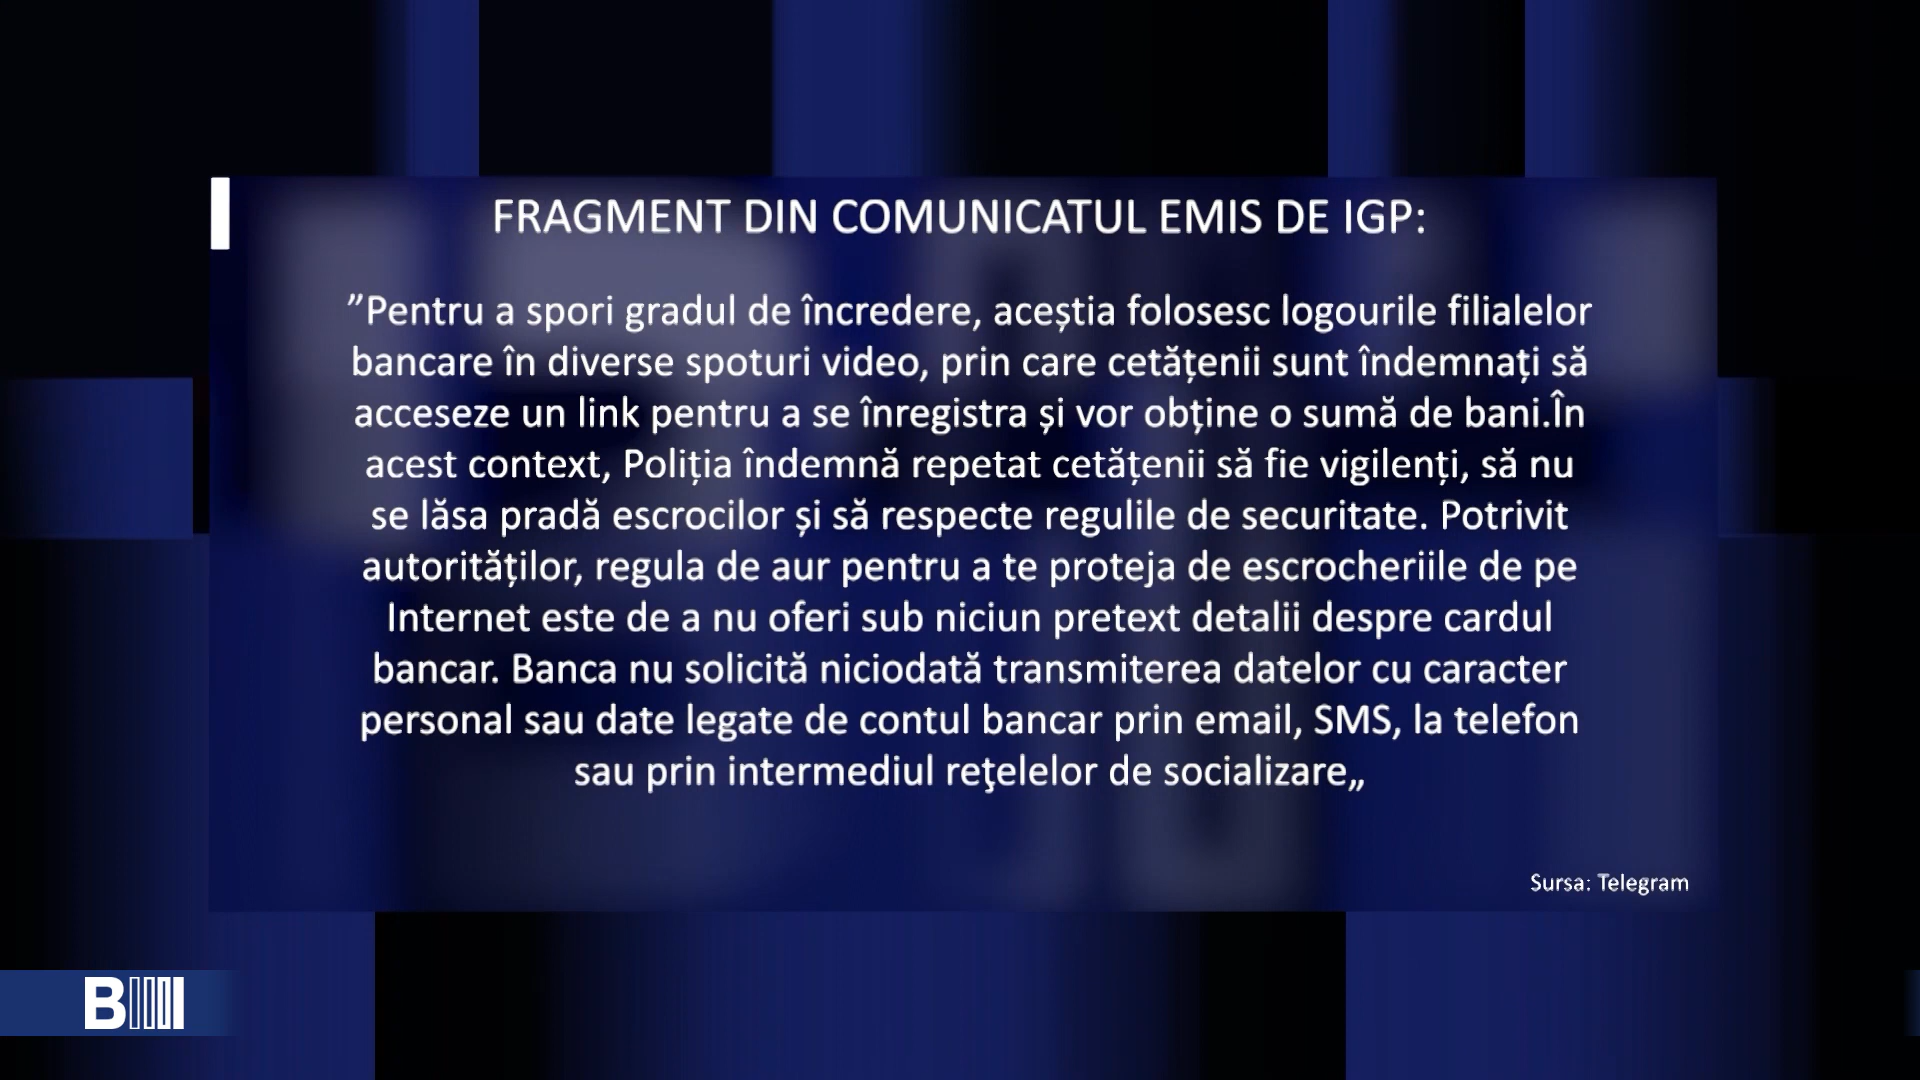 FRAGMENT DIN COMUNICATUL EMIS DE IGP:
”Pentru a spori gradul de încredere, aceștia folosesc logourile filialelor
bancare în diverse spoturi video, prin care cetățenii sunt îndemnați să
acceseze un link pentru a se înregistra și vor obține o sumă de bani.În
acest context, Poliția îndemnă repetat cetățenii să fie vigilenți, să nu
se lăsa pradă escrocilor și să respecte regulile de securitate. Potrivit
autorităților, regula de aur pentru a te proteja de escrocheriile de pe
Internet este de a nu oferi sub niciun pretext detalii despre cardul
bancar. Banca nu solicită niciodată transmiterea datelor cu caracter
personal sau date legate de contul bancar prin email, SMS, la telefon
sau prin intermediul reţelelor de socializare„
Sursa: Telegram
B